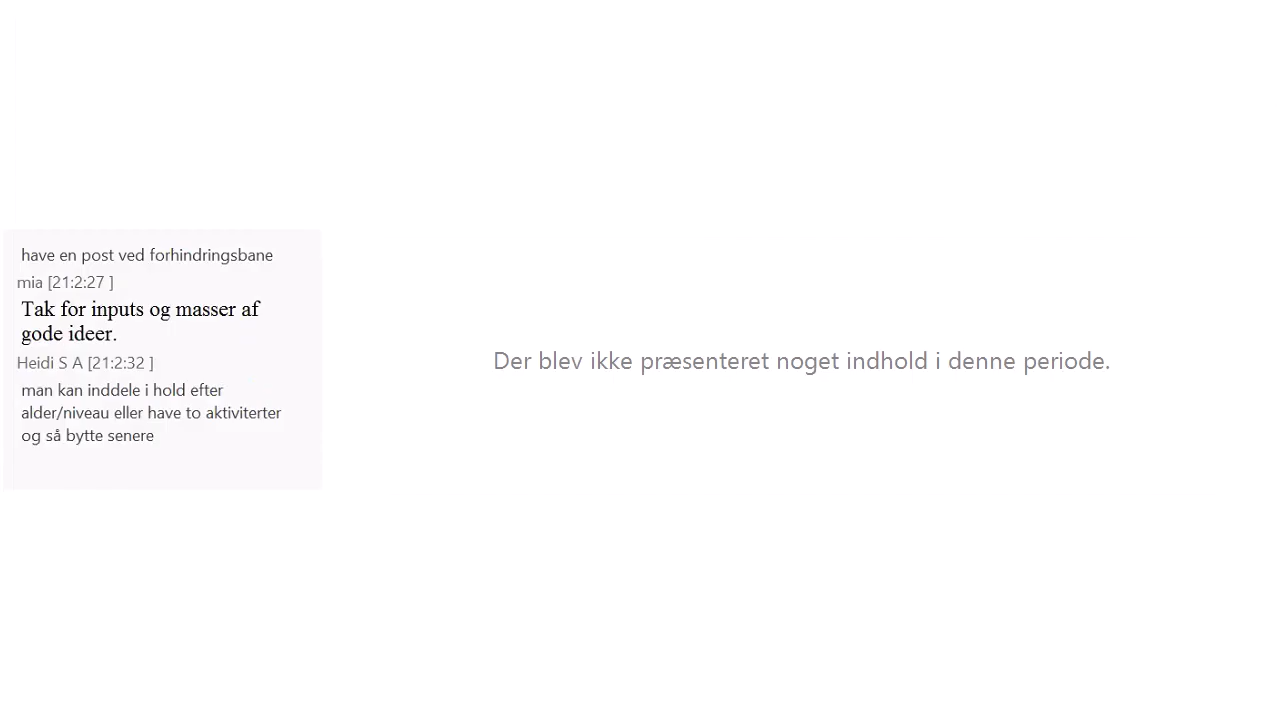 have en post ved forhindringsbane
mia [21:2:27 ]
Tak for inputs og masser af
gode ideer.
Heidi S A [21:2:32 ]
man kan inddele i hold efter
alder/niveau eller have to aktiviterter
og så bytte senere
Der blev ikke præsenteret noget indhold i denne periode.